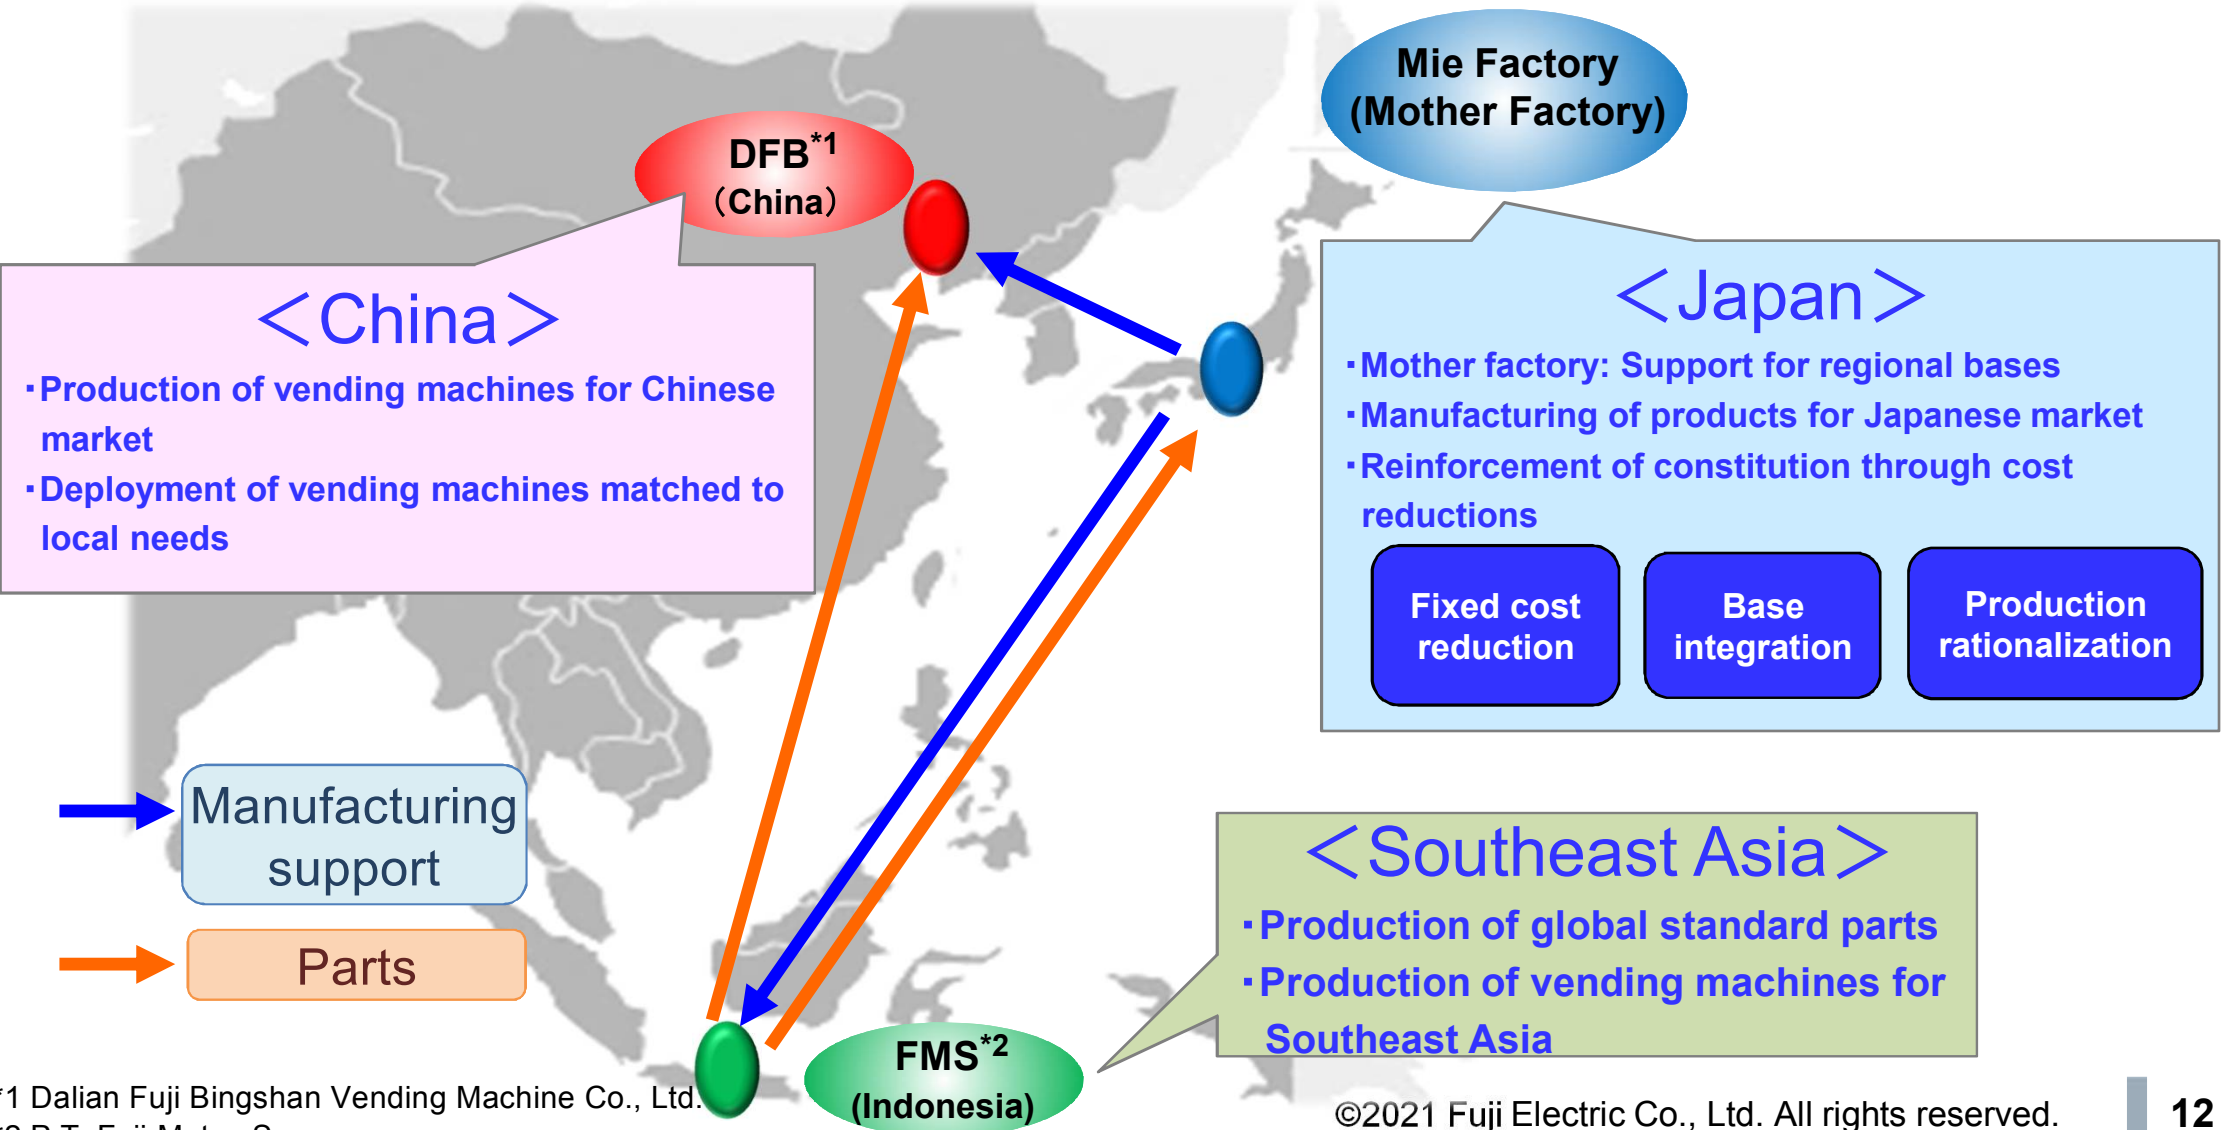 Mie Factory
(Mother Factory)
DFB*1
（China）
＜China＞
・Production of vending machines for Chinese
market
・Deployment of vending machines matched to
local needs
＜Japan＞
・Mother factory: Support for regional bases
・Manufacturing of products for Japanese market
・Reinforcement of constitution through cost
reductions
Fixed cost
reduction
Base
integration
Production
rationalization
Manufacturing
support
Parts
＜Southeast Asia＞
・Production of global standard parts
・Production of vending machines for
Southeast Asia
FMS*2
(Indonesia)
*1 Dalian Fuji Bingshan Vending Machine Co., Ltd.
©2021 Fuji Electric Co., Ltd. All rights reserved.
12